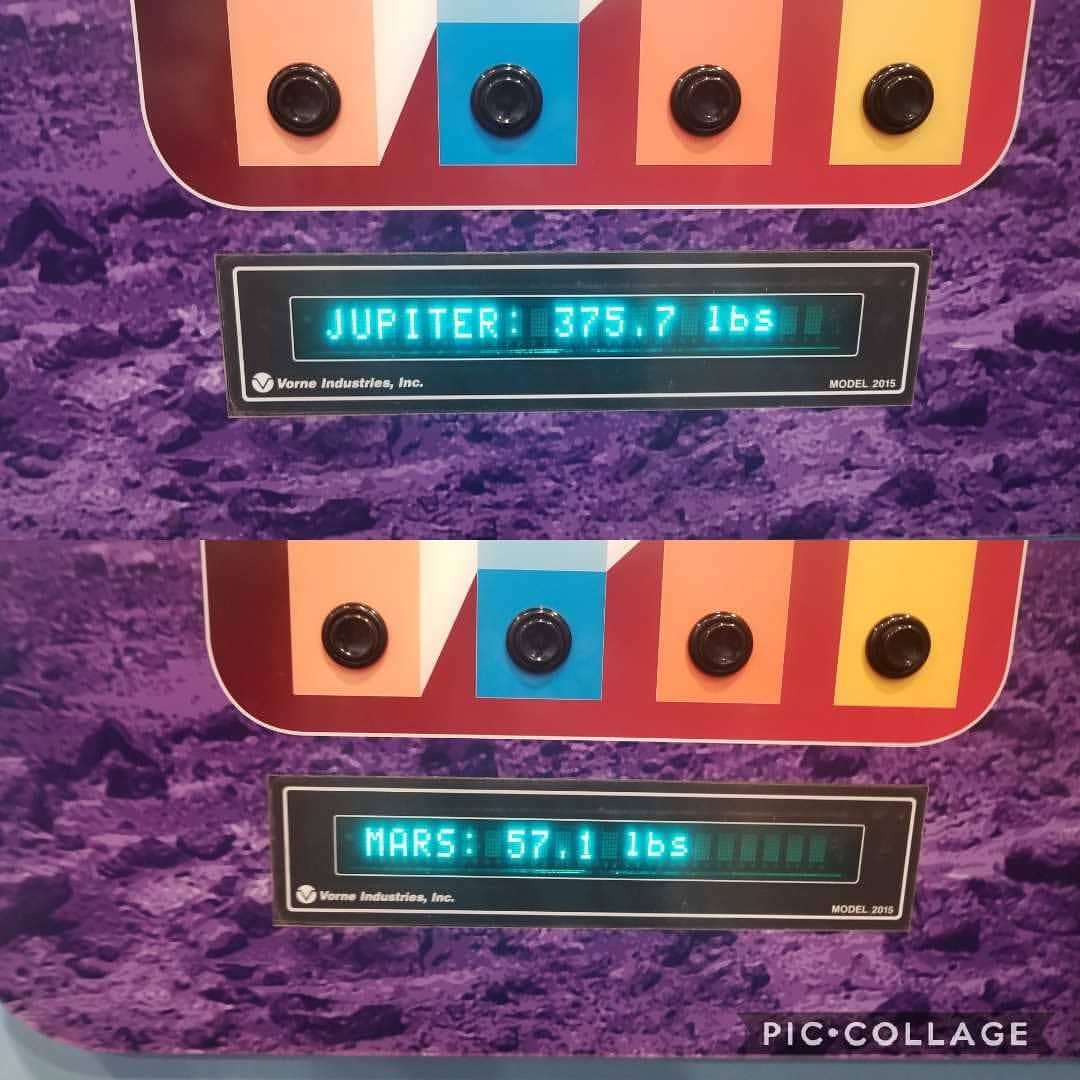 JUPITER: 375.7 lbs
Vorne Industries, Inc.
MODEL 2015
MARS: 57.1 lbs
Vorne Industries, Inc.
MODEL 2015
PIC•COLLAGE